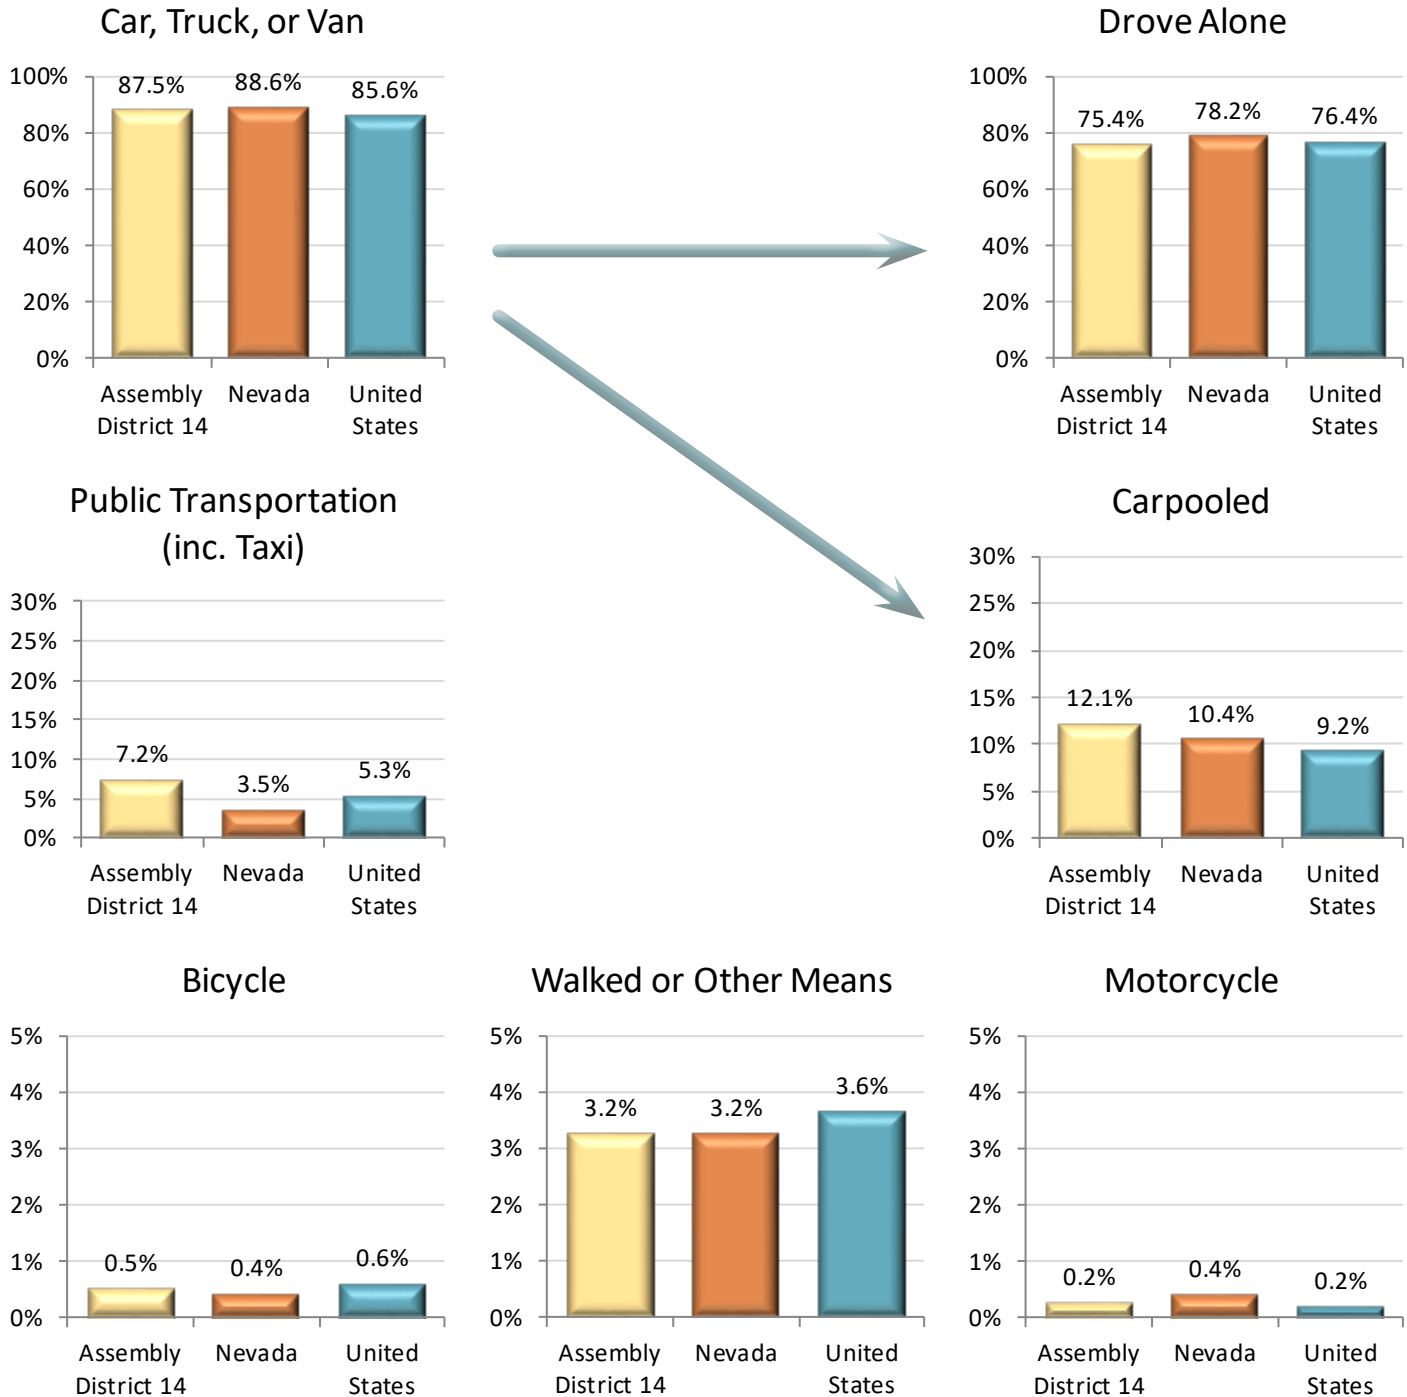 Car, Truck, or Van
100%
80%
60%
40%
20%
0%
87.5%
88.6%
85.6%
Assembly
District 14
Nevada
United
States
Drove Alone
100%
80%
60%
40%
20%
0%
75.4%
78.2%
76.4%
Assembly
District 14
Nevada
United
States
Public Transportation
(inc. Taxi)
30%
25%
20%
15%
10%
5%
0%
7.2%
3.5%
5.3%
Assembly
District 14
Nevada
United
States
Carpooled
30%
25%
20%
15%
10%
5%
0%
12.1%
10.4%
9.2%
Assembly
District 14
Nevada
United
States
Bicycle
5%
4%
3%
2%
1%
0%
0.5%
0.4%
0.6%
Assembly
District 14
Nevada
United
States
Walked or Other Means
5%
4%
3%
2%
1%
0%
3.2%
3.2%
3.6%
Assembly
District 14
Nevada
United
States
Motorcycle
5%
4%
3%
2%
1%
0%
0.2%
0.4%
0.2%
Assembly
District 14
Nevada
United
States